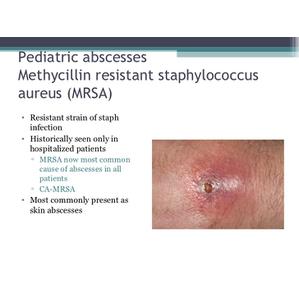 Pediatric abscesses
Methycillin resistant staphylococcus
aureus (MRSA)
• Resistant strain of staph
infection
• Historically seen only in
hospitalized patients
▫ MRSA now most common
cause of abscesses in all
patients
▫ CA-MRSA
• Most commonly present as
skin abscesses